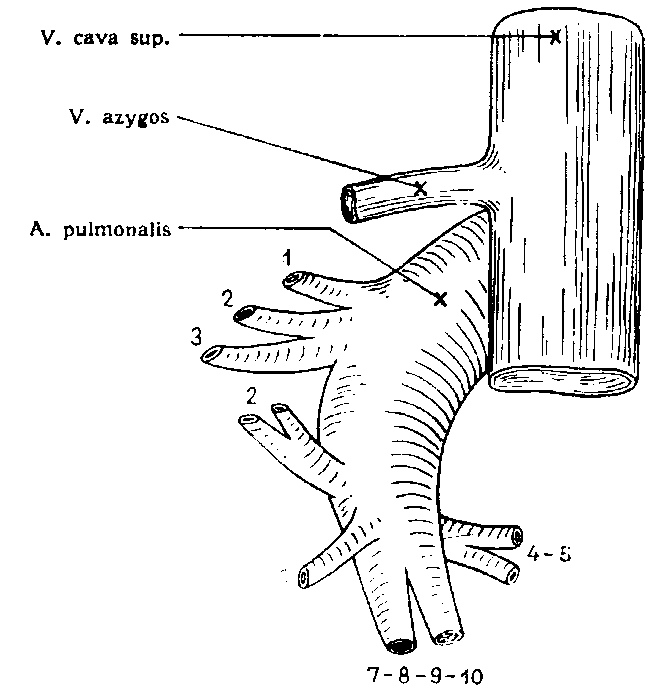 V. cava sup.
V. azygos
A. pulmonalis
1
2
3
2
4-5
7-8-9-10